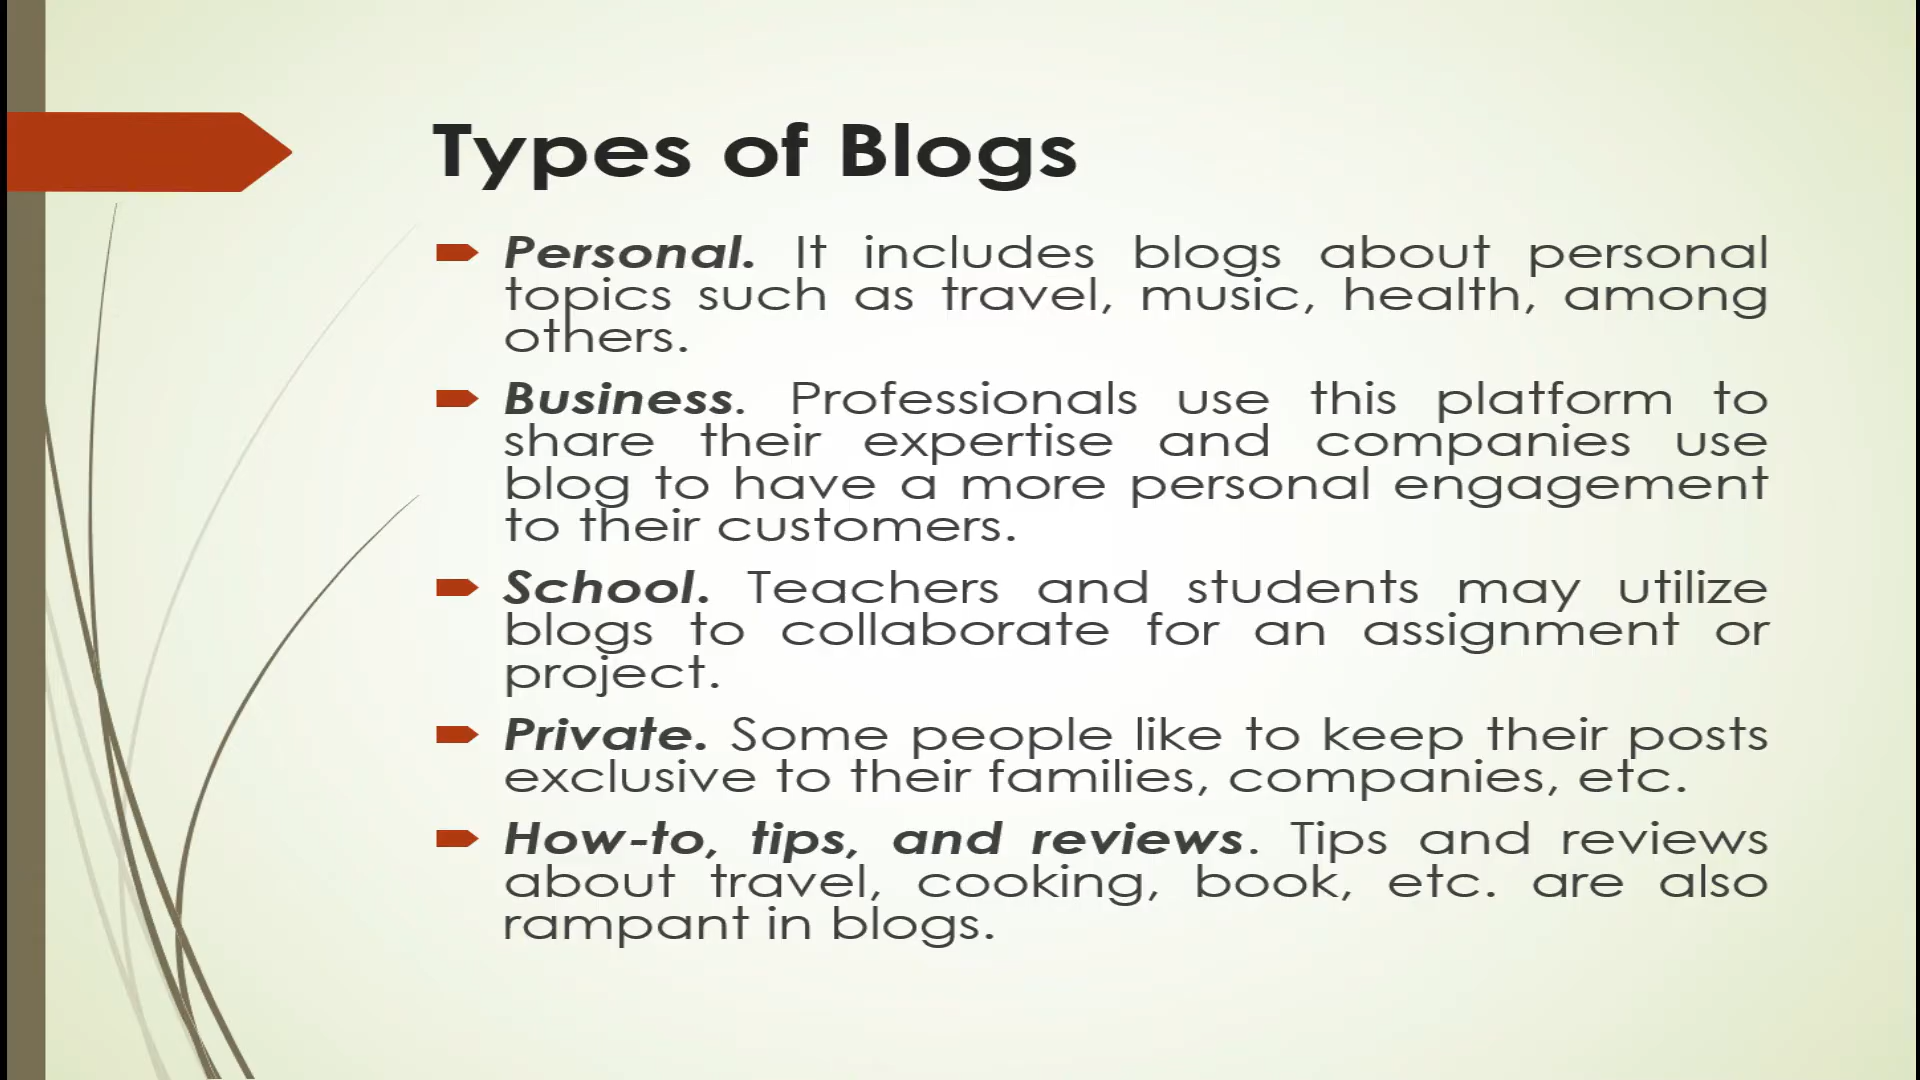 Types of Blogs
Personal. It includes blogs about personal
topics such as travel, music, health, among
others.
Business. Professionals use this platform to
share their expertise and companies use
blog to have a more personal engagement
to their customers.
School. Teachers and students may utilize
blogs to collaborate for an assignment or
project.
Private. Some people like to keep their posts
exclusive to their families, companies, etc.
How-to, tips, and reviews. Tips and reviews
about travel, cooking, book, etc. are also
rampant in blogs.